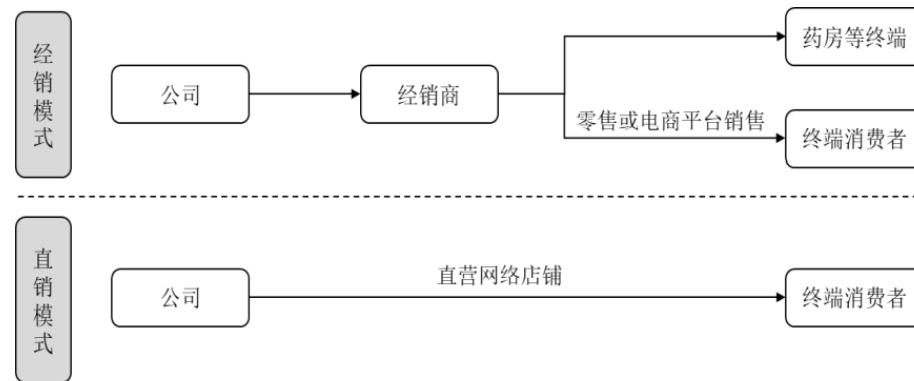 经销模式
公司
经销商
药房等终端
零售或电商平台销售
终端消费者
直销模式
公司
直营网络店铺
终端消费者